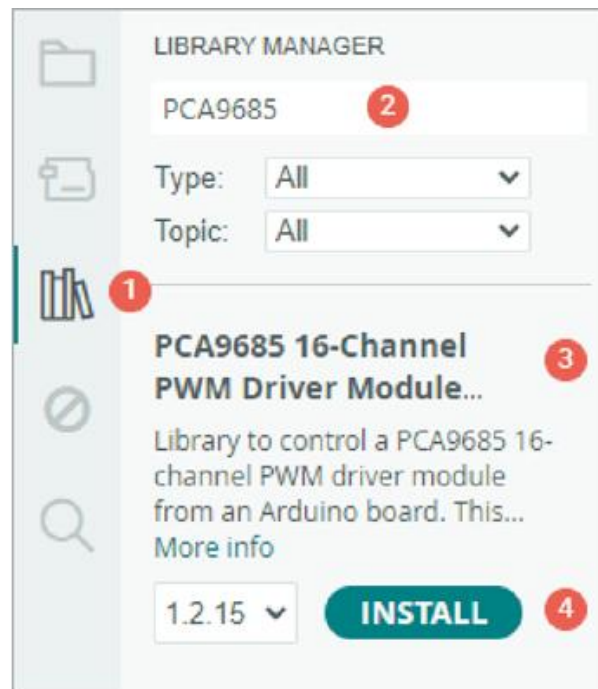 LIBRARY MANAGER
PCA9685 2
Type: All
Topic: All
1
PCA9685 16-Channel 3
PWM Driver Module...
Library to control a PCA9685 16-
channel PWM driver module
from an Arduino board. This...
More info
1.2.15 INSTALL 4